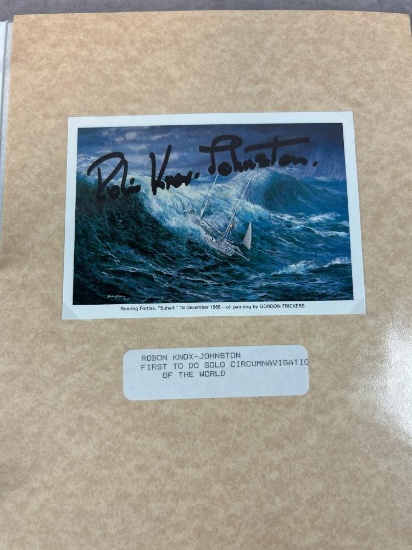 Robin Knox-Johnston.
Roaring Forties, "Suhaili" 16 December 1968 - oil painting by GORDON FRICKERS
ROBON KNOX-JOHNSTON
FIRST TO DO SOLO CIRCUMNAVIGATIO
OF THE WORLD